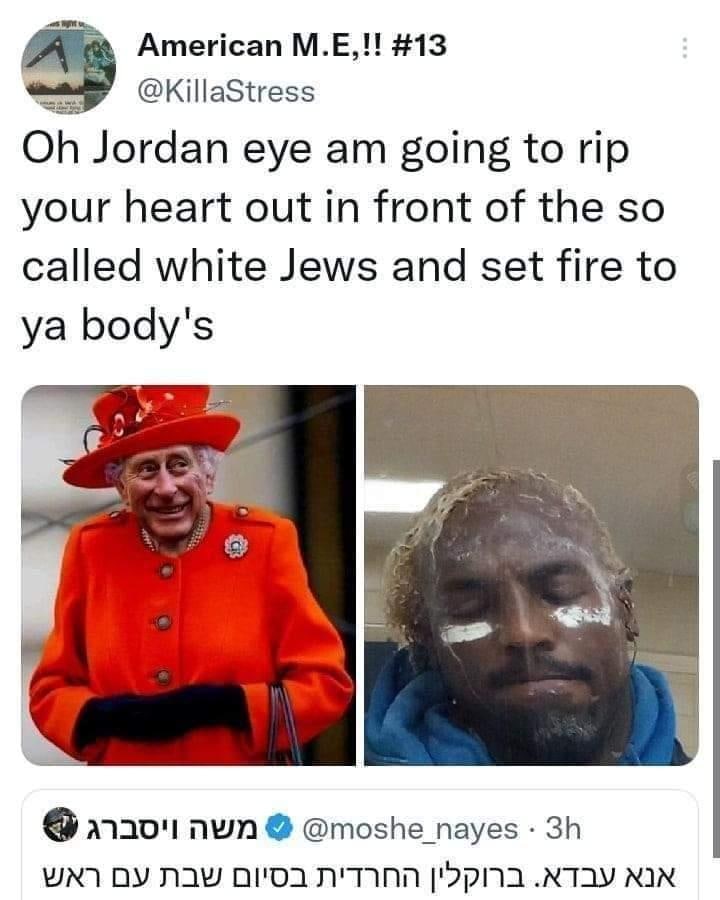 American M.E,!! #13
@KillaStress
Oh Jordan eye am going to rip
your heart out in front of the so
called white Jews and set fire to
ya body's
משה ויסברג @moshe_nayes · 3h
אנא עבדא. ברוקלין החרדית בסיום שבת עם ראש